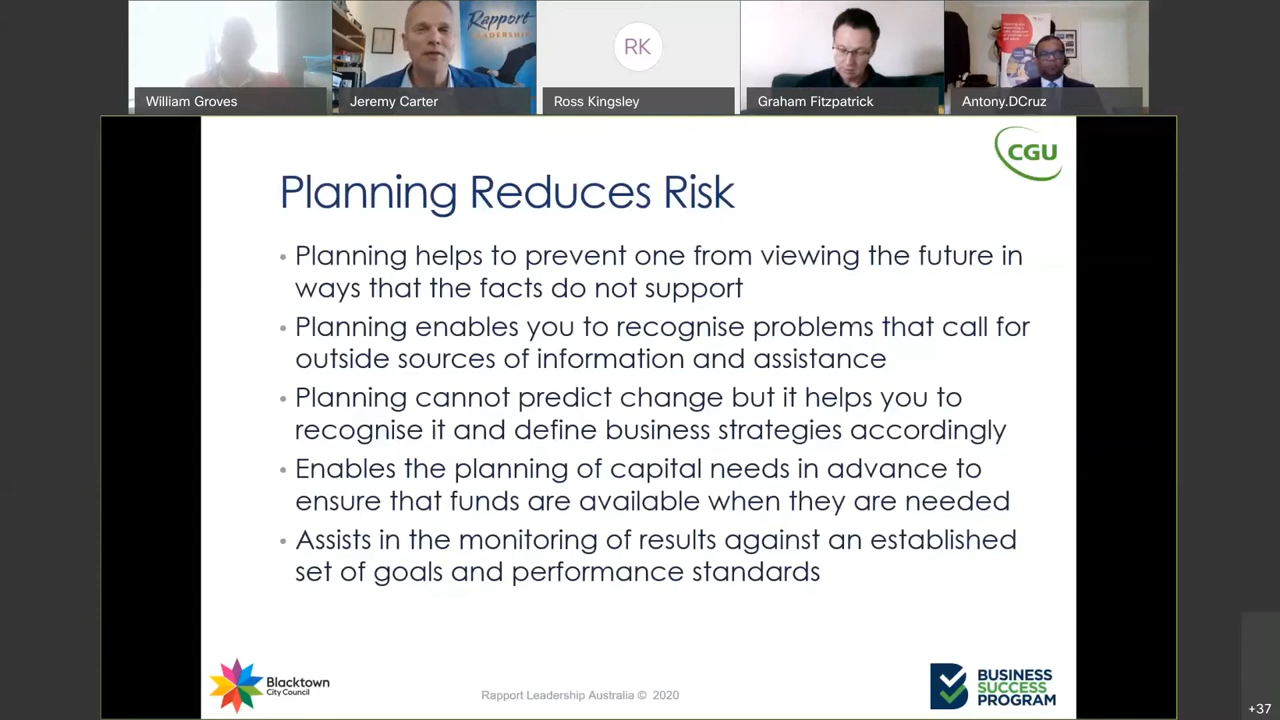 Rapport
LEADERSHIP
RK
William Groves
Jeremy Carter
Ross Kingsley
Graham Fitzpatrick
Antony.DCruz
CGU
Planning Reduces Risk
• Planning helps to prevent one from viewing the future in
ways that the facts do not support
• Planning enables you to recognise problems that call for
outside sources of information and assistance
• Planning cannot predict change but it helps you to
recognise it and define business strategies accordingly
• Enables the planning of capital needs in advance to
ensure that funds are available when they are needed
• Assists in the monitoring of results against an established
set of goals and performance standards
Blacktown
City Council
Rapport Leadership Australia © 2020
BUSINESS
SUCCESS
PROGRAM
+37